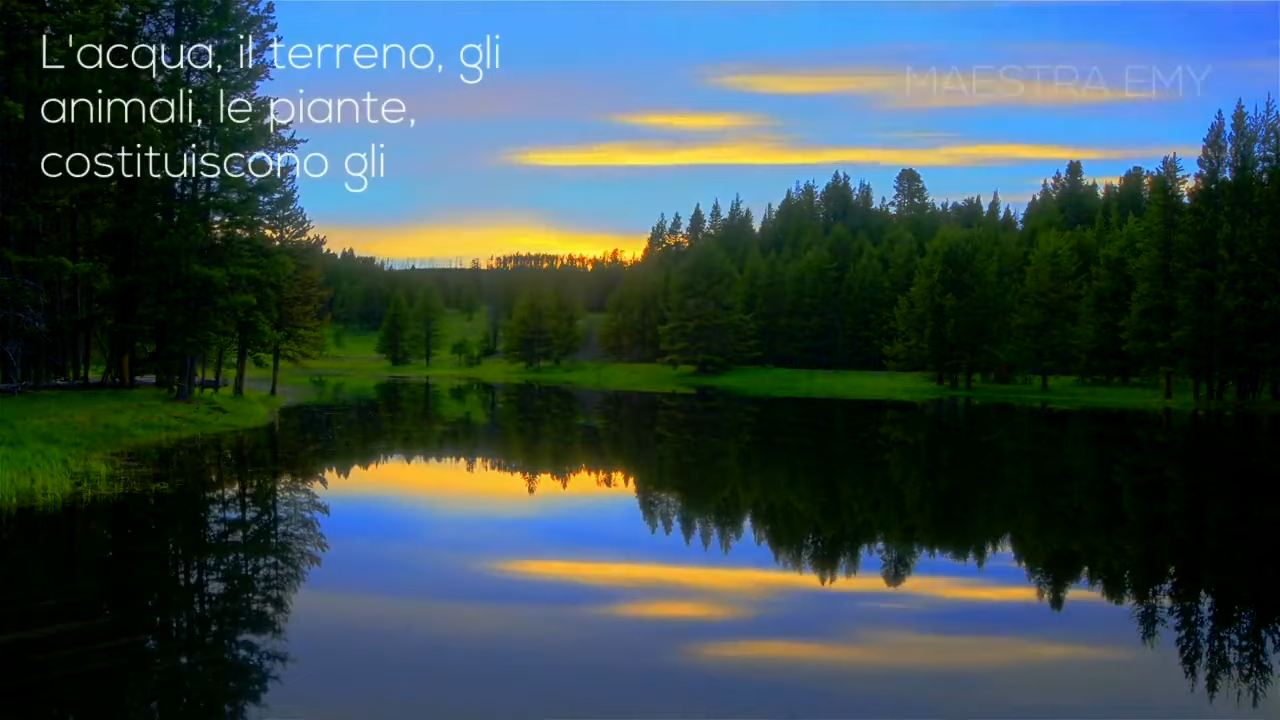 L'acqua, il terreno, gli
animali, le piante,
costituiscono gli
MAESTRA EMY